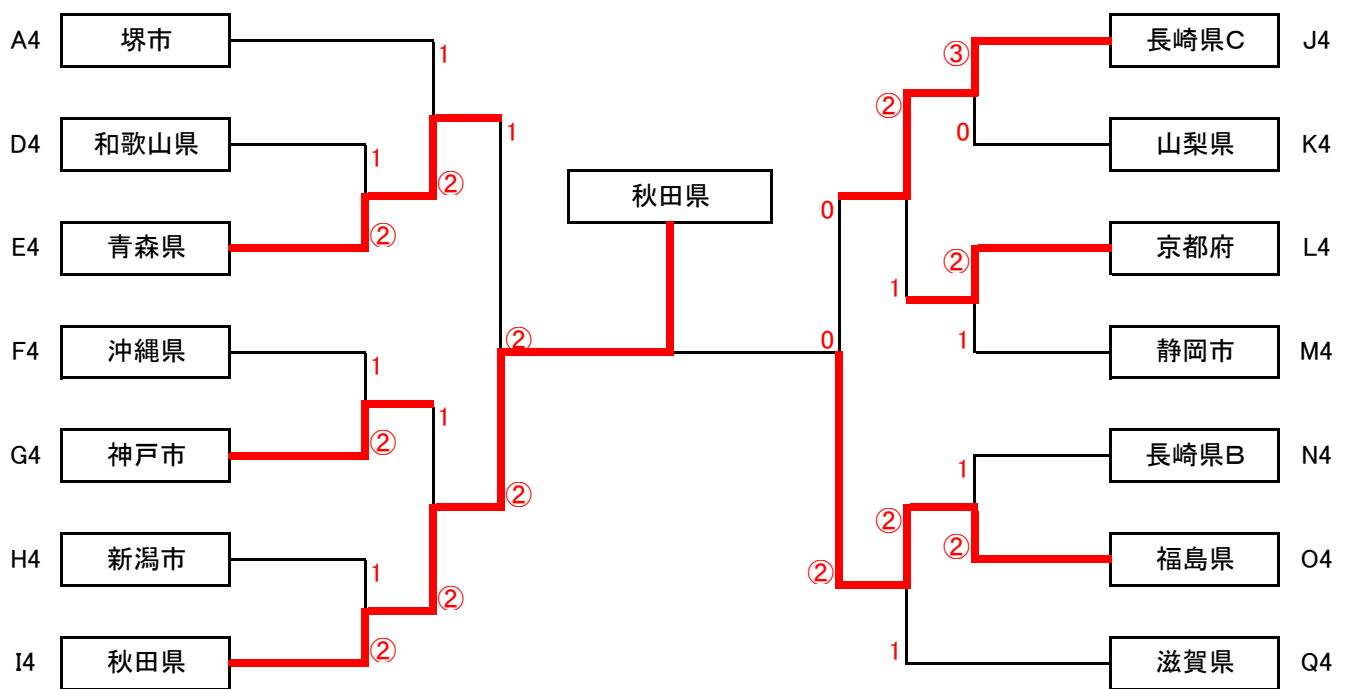 A4 堺市
1
D4 和歌山県
1
1
②
②
E4 青森県
F4 沖縄県
1
1
G4 神戸市
②
②
②
H4 新潟市
1
②
②
I4 秋田県
秋田県
長崎県C J4
③
②
0
山梨県 K4
0
京都府 L4
②
1
0
1
静岡市 M4
長崎県B N4
1
②
②
福島県 O4
②
1
滋賀県 Q4